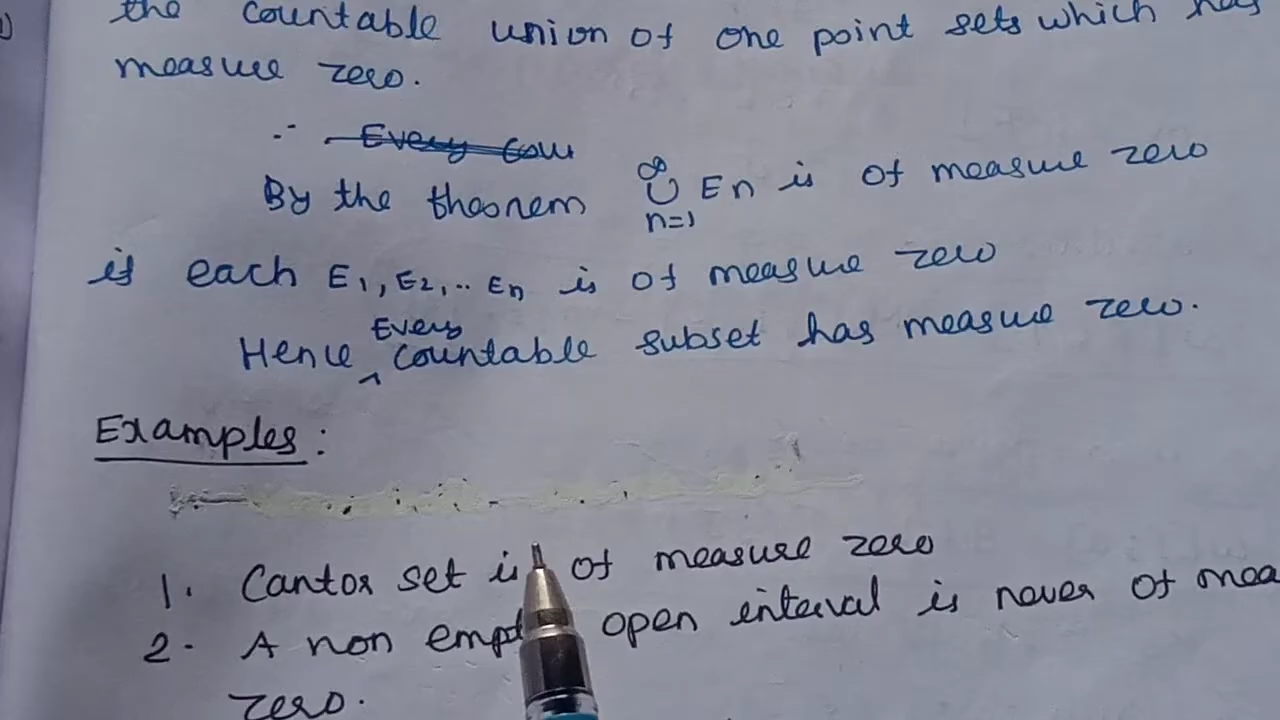 the countable union of one point sets which has
measure zero.
∴ Every Cou
By the theorem ∞ ∪ n=1 En is of measure zero
if each E1, E2, .. En is of measure zero
Every
Hence ^ countable subset has measure zero.
Examples :
1. Cantor set is of measure zero
2. A non empt open interval is never of mea
zero.